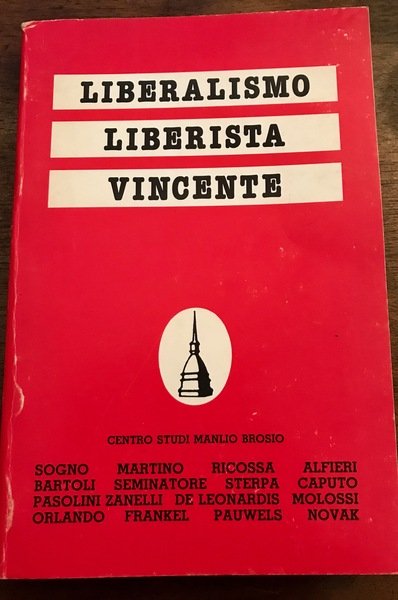 LIBERALISMO
LIBERISTA
VINCENTE
CENTRO STUDI MANLIO BROSIO
SOGNO MARTINO RICOSSA ALFIERI
BARTOLI SEMINATORE STERPA CAPUTO
PASOLINI ZANELLI DE LEONARDIS MOLOSSI
ORLANDO FRANKEL PAUWELS NOVAK